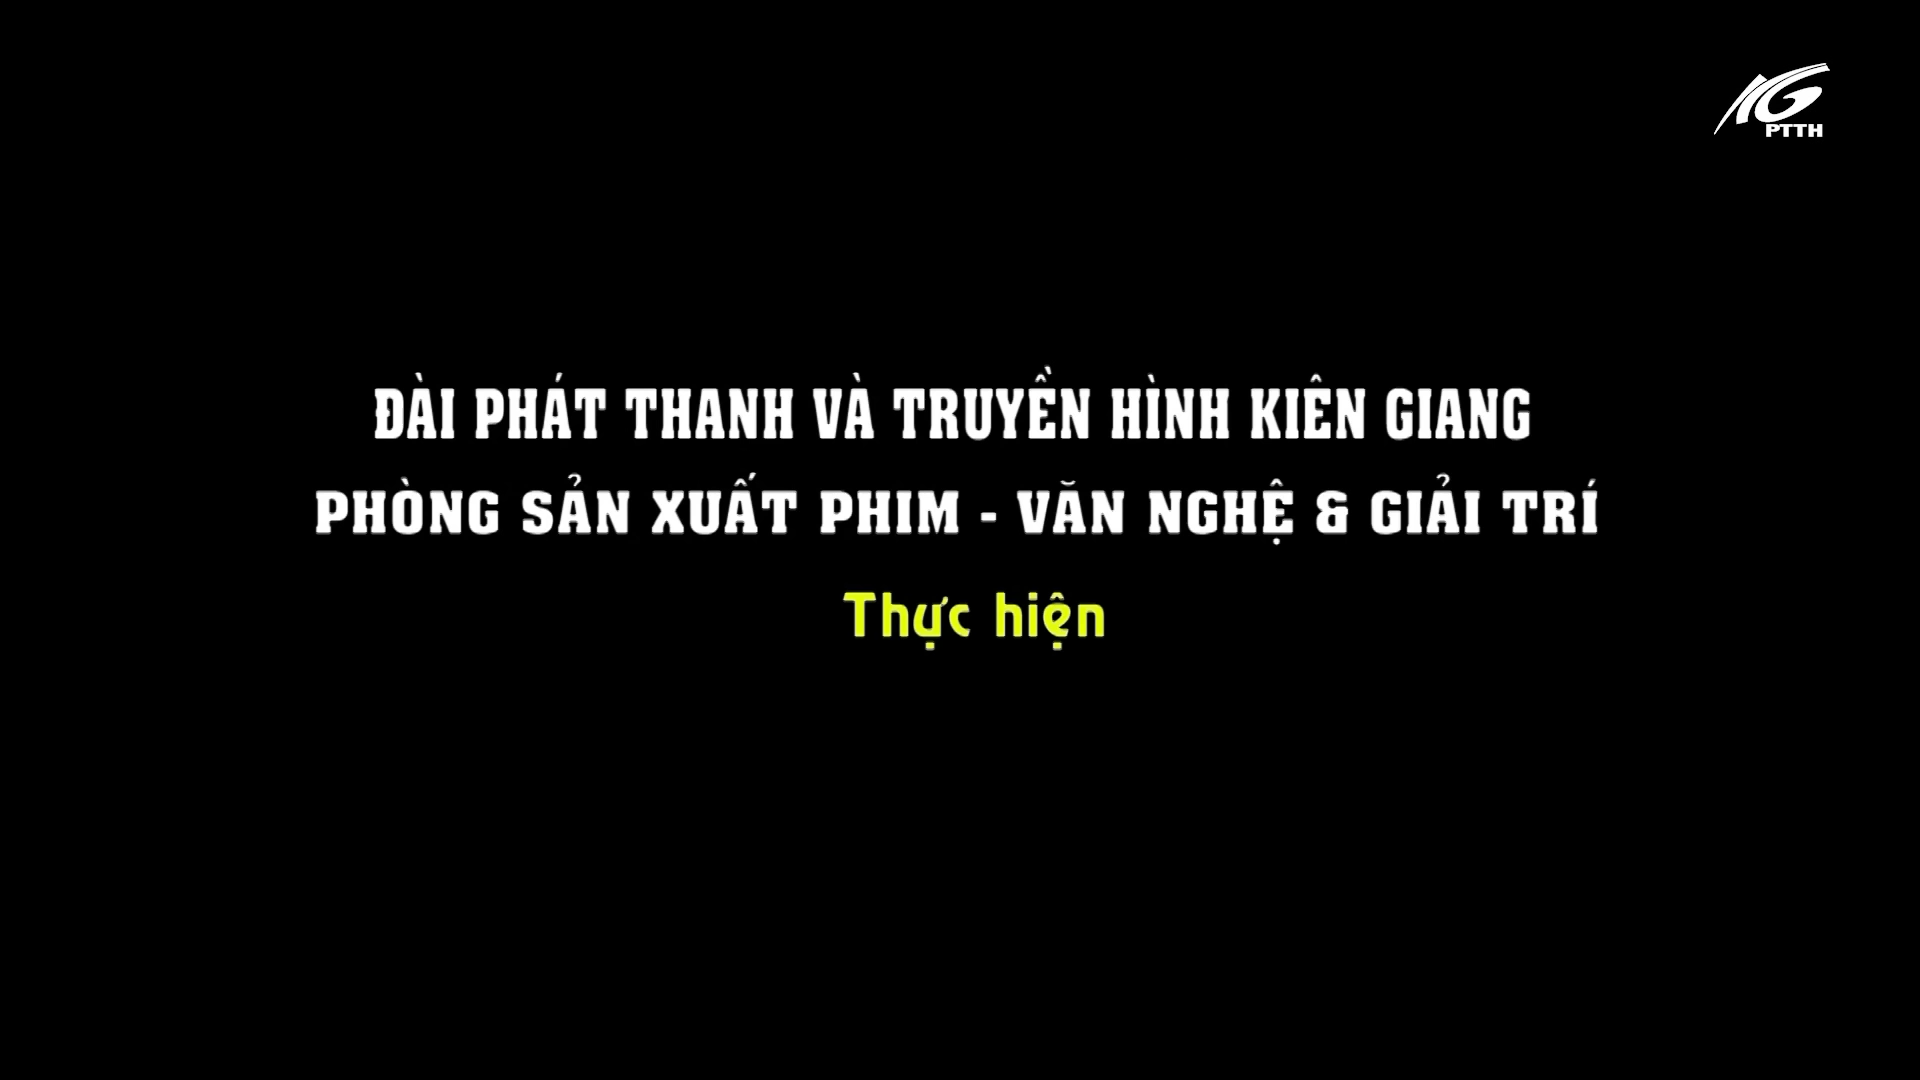 PTTH
ĐÀI PHÁT THANH VÀ TRUYỀN HÌNH KIÊN GIANG
PHÒNG SẢN XUẤT PHIM - VĂN NGHỆ & GIẢI TRÍ
Thực hiện